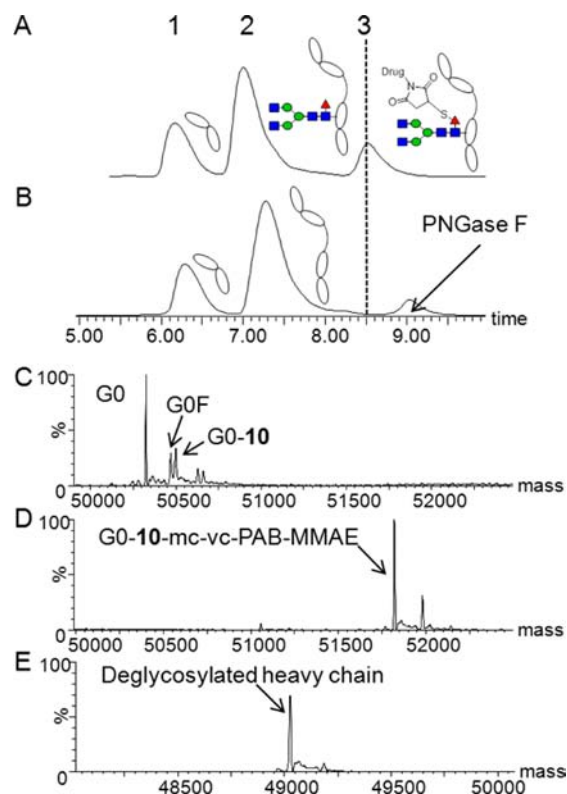 A 1 2 3
Drug
N
O
O
S
B
PNGase F
5.00 6.00 7.00 8.00 9.00 time
C 100
%
0
G0
G0F
G0-10
50000 50500 51000 51500 52000 mass
D 100
%
0
G0-10-mc-vc-PAB-MMAE
50000 50500 51000 51500 52000 mass
E 100
%
0
Deglycosylated heavy chain
48500 49000 49500 50000 mass